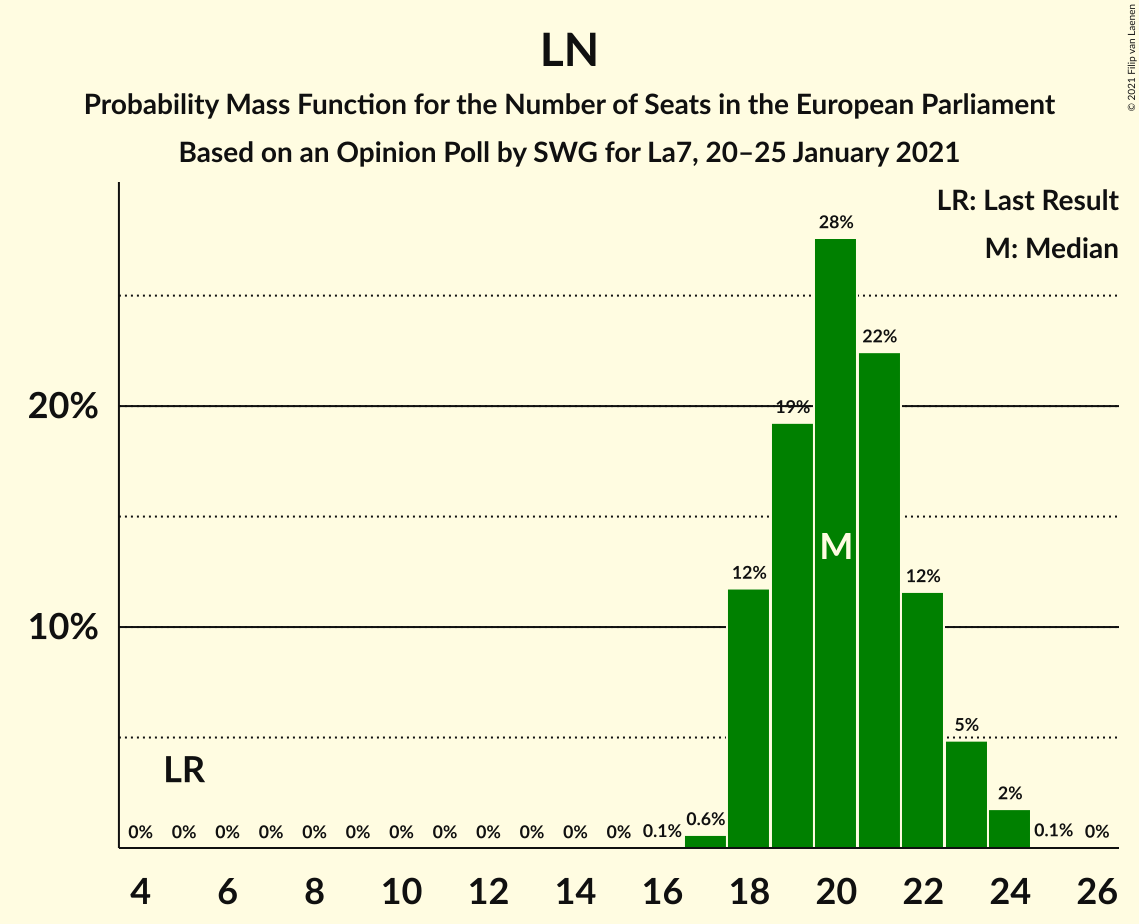 LN
Probability Mass Function for the Number of Seats in the European Parliament
Based on an Opinion Poll by SWG for La7, 20–25 January 2021
© 2021 Filip van Laenen
LR: Last Result
M: Median
28%
22%
20%
19%
M
12%
12%
10%
5%
LR
2%
0% 0% 0% 0% 0% 0% 0% 0% 0% 0% 0% 0% 0.1% 0.6% 0.1% 0%
4 6 8 10 12 14 16 18 20 22 24 26